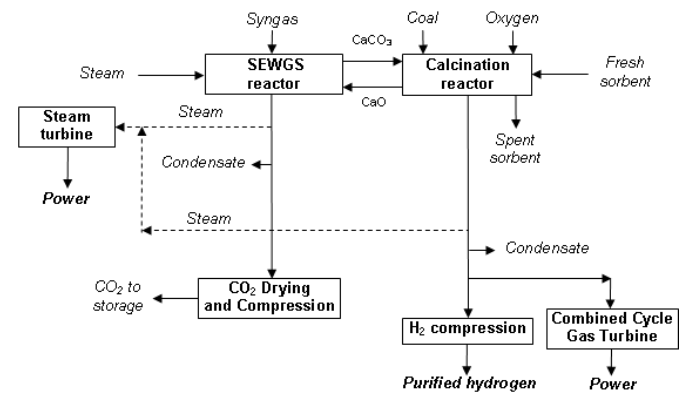 Syngas
Coal
Oxygen
CaCO₃
Steam
SEWGS
reactor
Calcination
reactor
Fresh
sorbent
CaO
Steam
turbine
Steam
Spent
sorbent
Condensate
Power
Steam
Condensate
CO₂ to
storage
CO₂ Drying
and Compression
H₂ compression
Combined Cycle
Gas Turbine
Purified hydrogen
Power